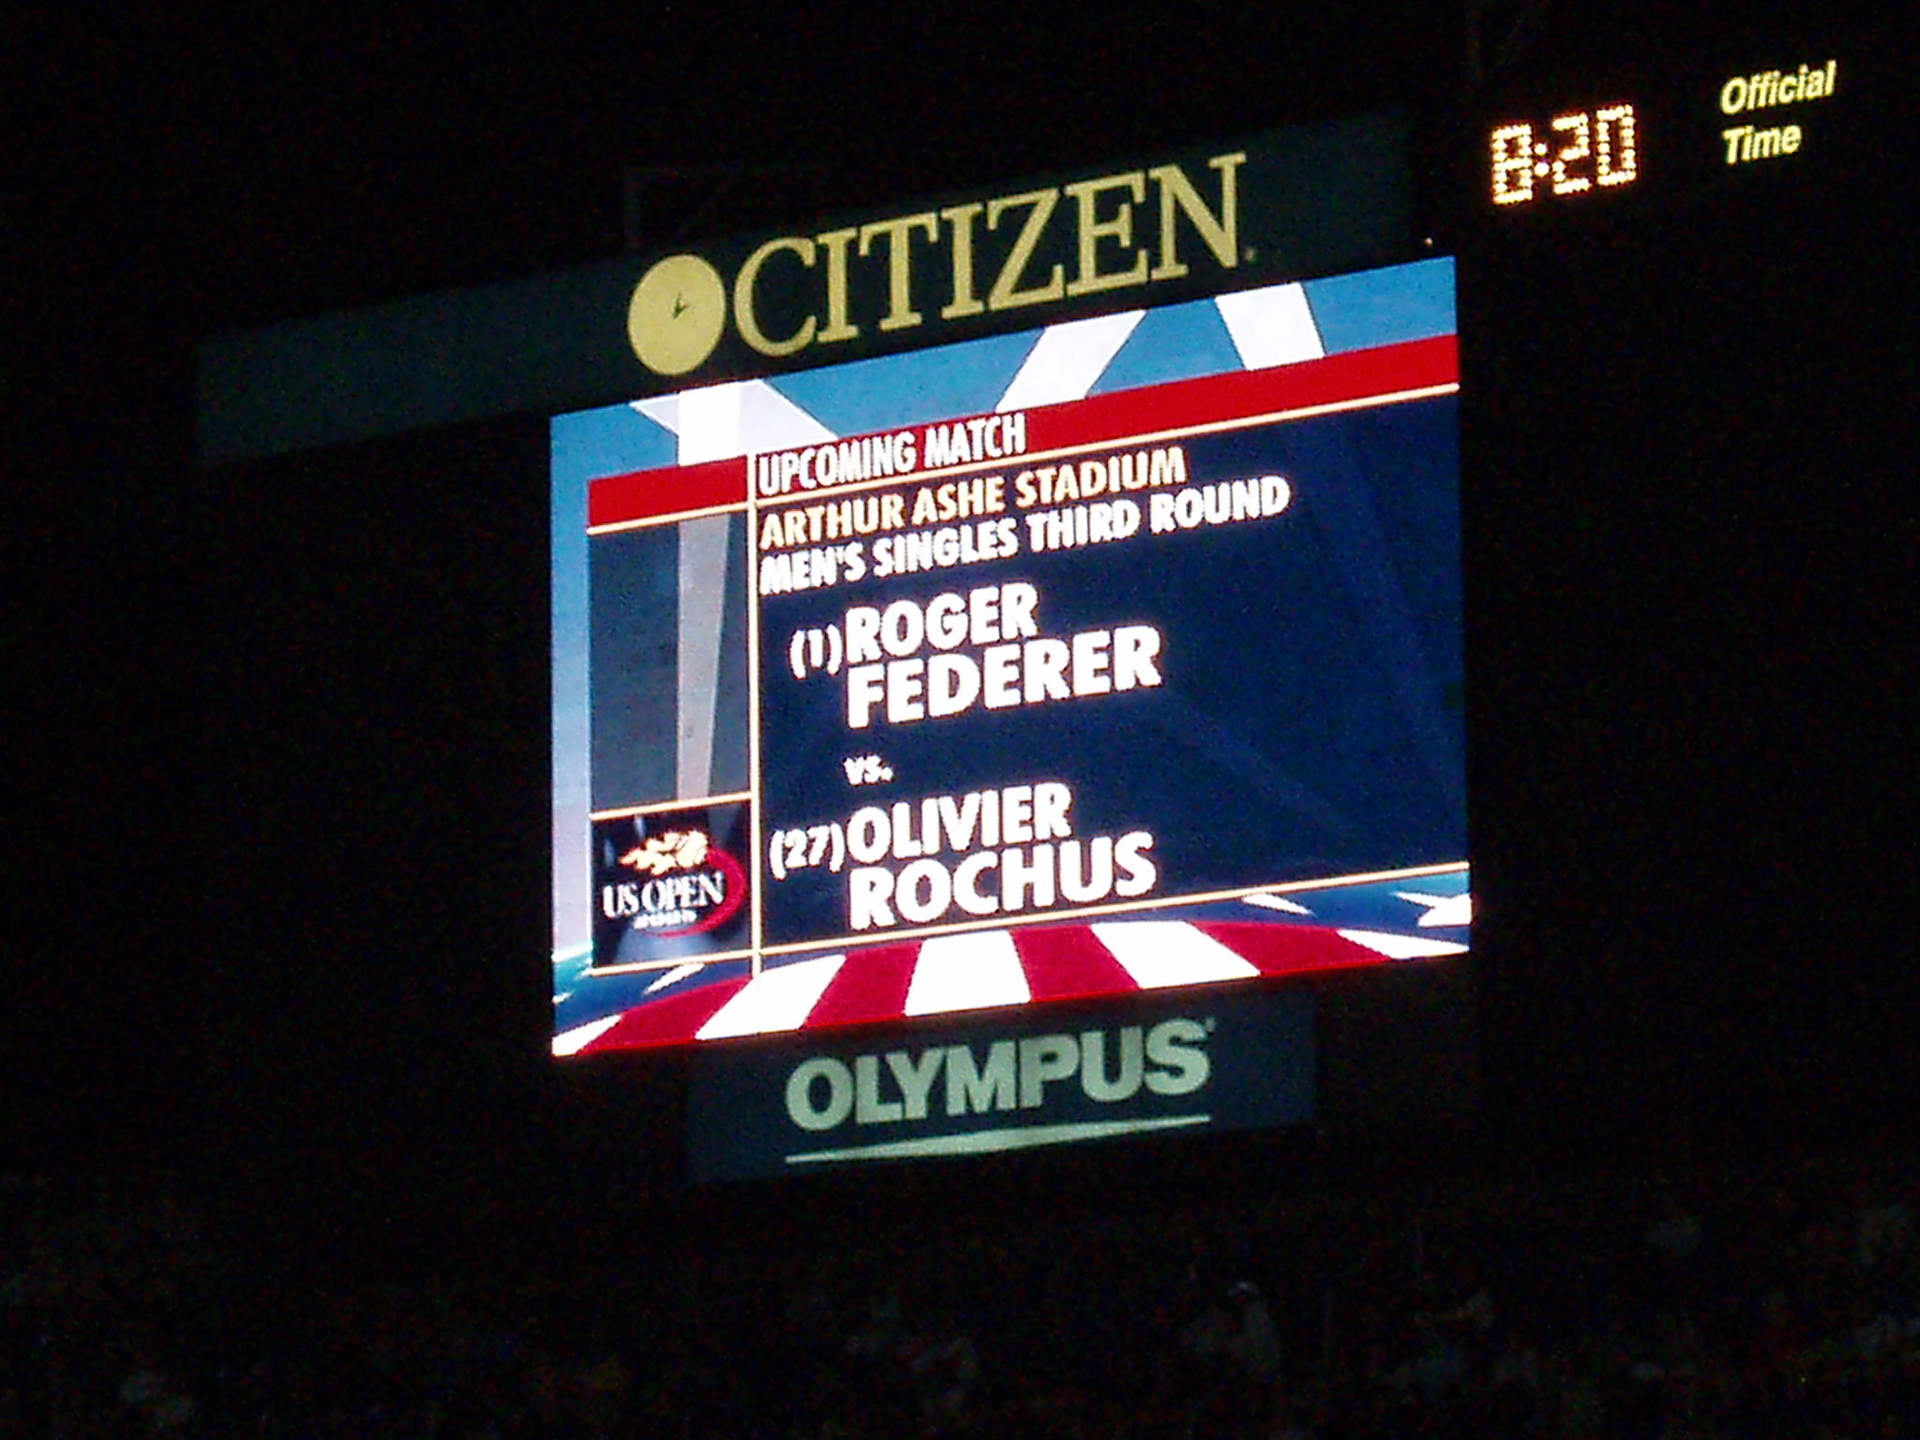 Official
Time
8:20
CITIZEN
UPCOMING MATCH
ARTHUR ASHE STADIUM
MEN'S SINGLES THIRD ROUND
(1) ROGER
FEDERER
vs.
(27) OLIVIER
ROCHUS
US OPEN
OLYMPUS